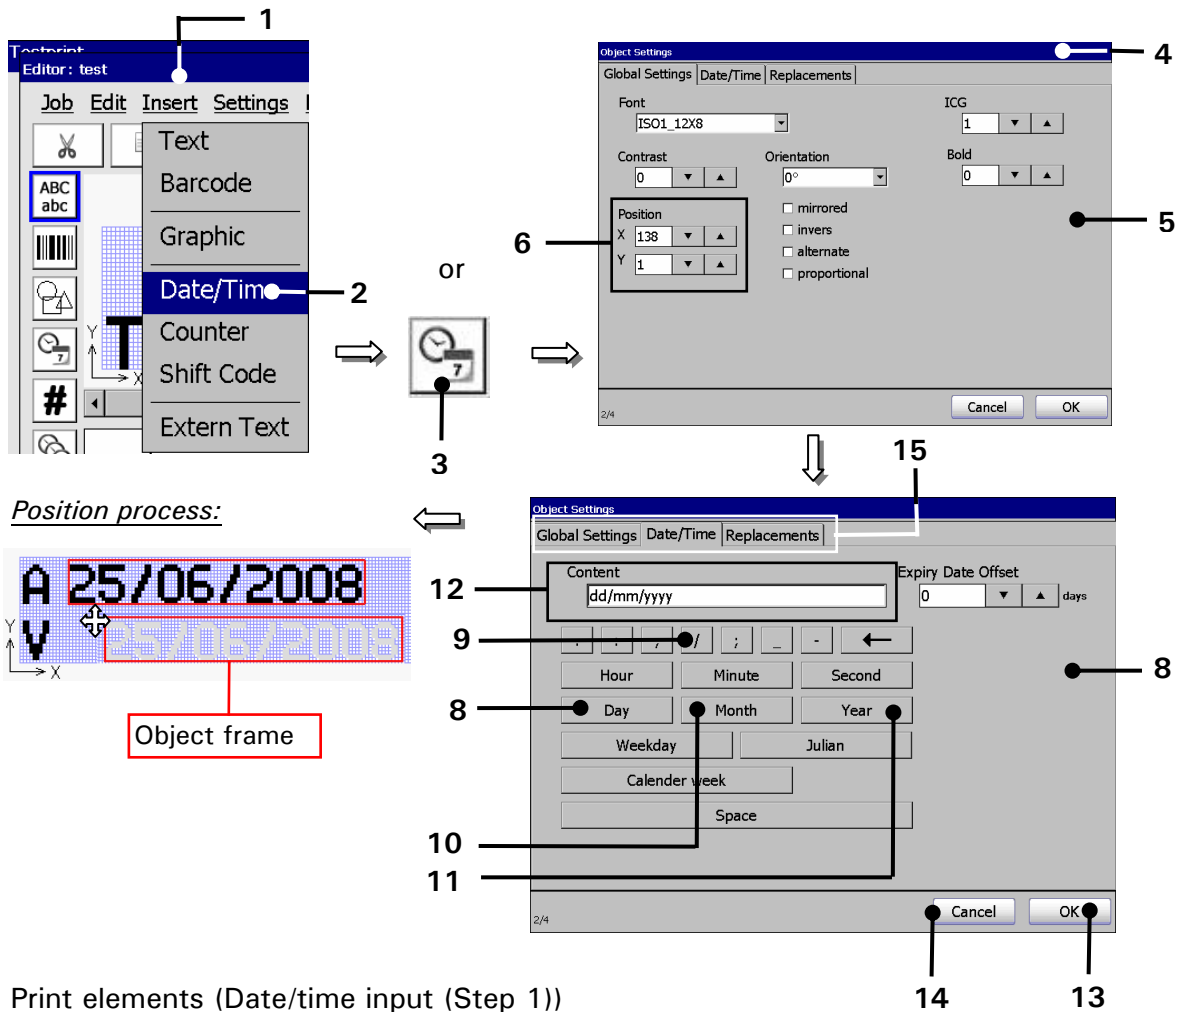 1
Testprint
Editor: test
Job Edit Insert Settings
Text
Barcode
Graphic
Date/Time
Counter
Shift Code
Extern Text
ABC
abc
7
#
Y
T
X
2
or
7
3
Object Settings
4
Global Settings Date/Time Replacements
Font
ISO1_12X8
ICG
1
Contrast
0
Orientation
0°
Bold
0
Position
X 138
Y 1
mirrored
invers
alternate
proportional
5
6
2/4
Cancel OK
15
Position process:
A 25/06/2008
V 25/06/2008
Y
X
Object frame
Object Settings
Global Settings Date/Time Replacements
12
Content
dd/mm/yyyy
Expiry Date Offset
0 days
9
. : , / ; _ - ←
Hour Minute Second
8
8
Day Month Year
Weekday Julian
Calender week
Space
10
11
2/4
Cancel OK
14
13
Print elements (Date/time input (Step 1))